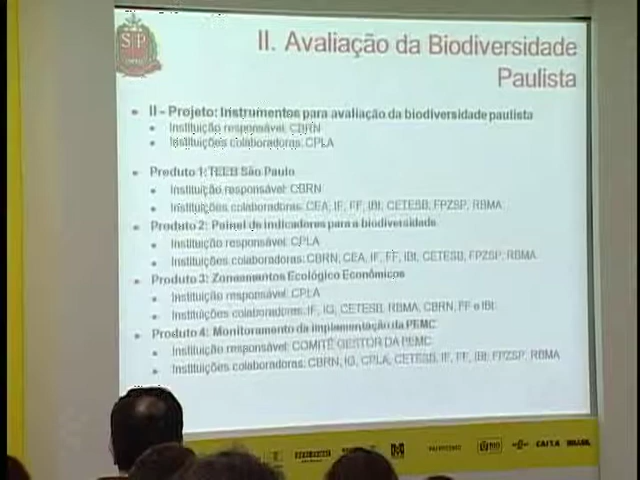 SP
II. Avaliação da Biodiversidade
Paulista
• II - Projeto: Instrumentos para avaliação da biodiversidade paulista
• Instituição responsável: CBRN
• Instituições colaboradoras: CPLA
• Produto 1: TEEB São Paulo
• Instituição responsável: CBRN
• Instituições colaboradoras: CEA, IF, FF, IBt, CETESB, FPZSP, RBMA
• Produto 2: Painel de indicadores para a biodiversidade
• Instituição responsável: CPLA
• Instituições colaboradoras: CBRN, CEA, IF, FF, IBt, CETESB, FPZSP, RBMA
• Produto 3: Zoneamentos Ecológico Econômicos
• Instituição responsável: CPLA
• Instituições colaboradoras: IF, IG, CETESB, RBMA, CBRN, FF e IBt
• Produto 4: Monitoramento da implementação da PEMC
• Instituição responsável: COMITÊ GESTOR DA PEMC
• Instituições colaboradoras: CBRN, IG, CPLA, CETESB, IF, FF, IBt, FPZSP, RBMA
CAIXA BRASIL